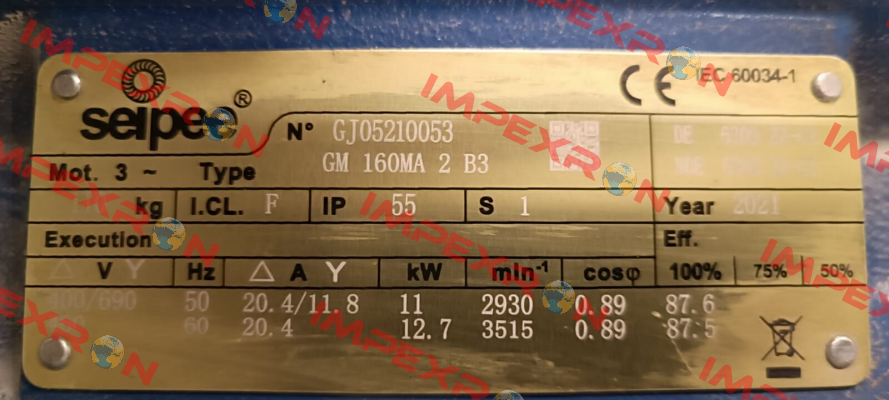 IEC 60034-1
seipee®
N° GJ05210053
Mot. 3 ~ Type GM 160MA 2 B3
DE
kg I.CL. F IP 55 S 1 Year 2021
Execution Eff.
△ V Y Hz △ A Y kW min-1 cosφ 100% 75% 50%
400/690 50 20.4/11.8 11 2930 0.89 87.6
60 20.4 12.7 3515 0.89 87.5
IMPEXRON